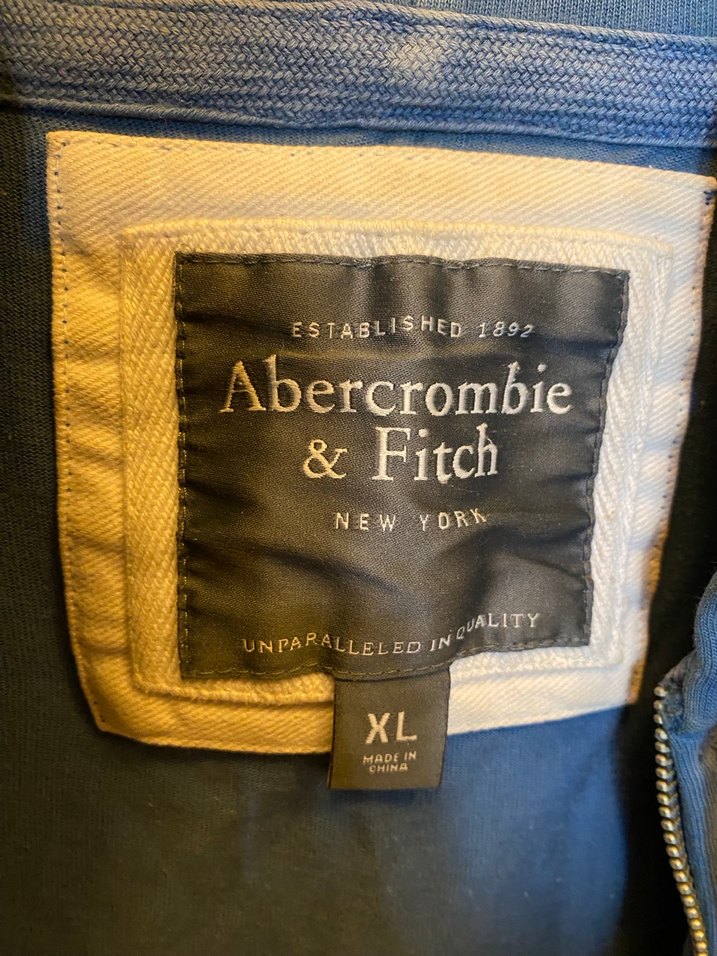 ESTABLISHED 1892
Abercrombie
& Fitch
NEW YORK
UNPARALLELED IN QUALITY
XL
MADE IN
CHINA